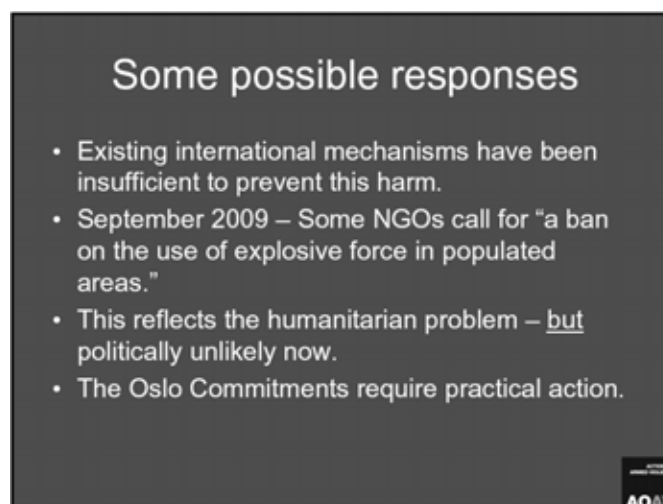 Some possible responses
• Existing international mechanisms have been
insufficient to prevent this harm.
• September 2009 – Some NGOs call for “a ban
on the use of explosive force in populated
areas.”
• This reflects the humanitarian problem – but
politically unlikely now.
• The Oslo Commitments require practical action.